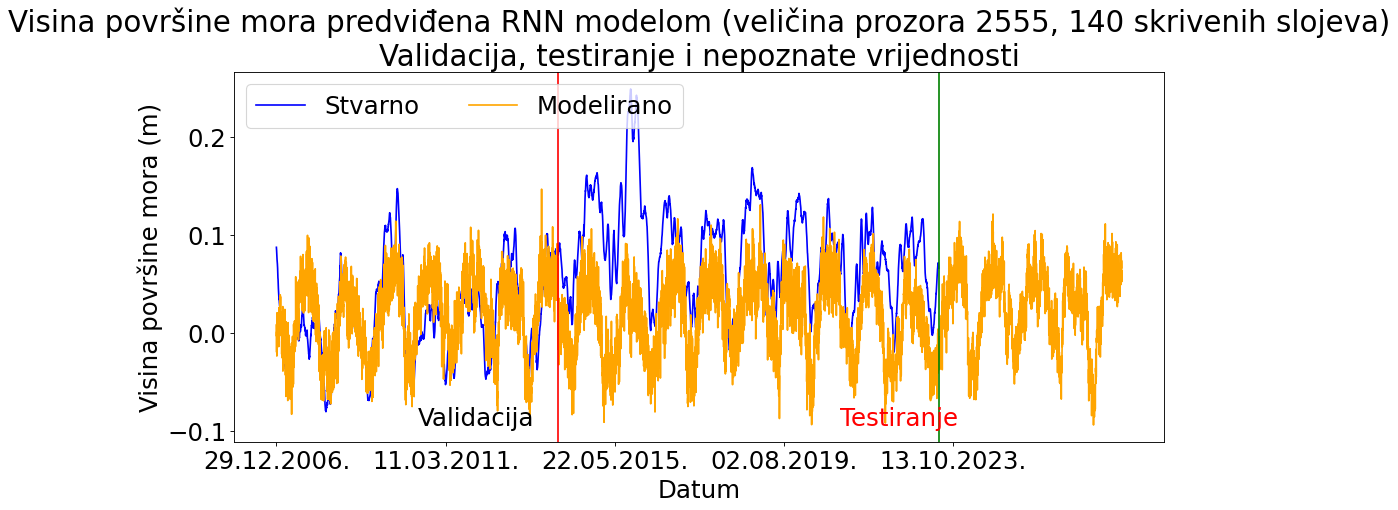 Visina površine mora predviđena RNN modelom (veličina prozora 2555, 140 skrivenih slojeva)
Validacija, testiranje i nepoznate vrijednosti
Stvarno Modelirano
Visina površine mora (m)
0.2
0.1
0.0
−0.1
Validacija Testiranje
29.12.2006. 11.03.2011. 22.05.2015. 02.08.2019. 13.10.2023.
Datum